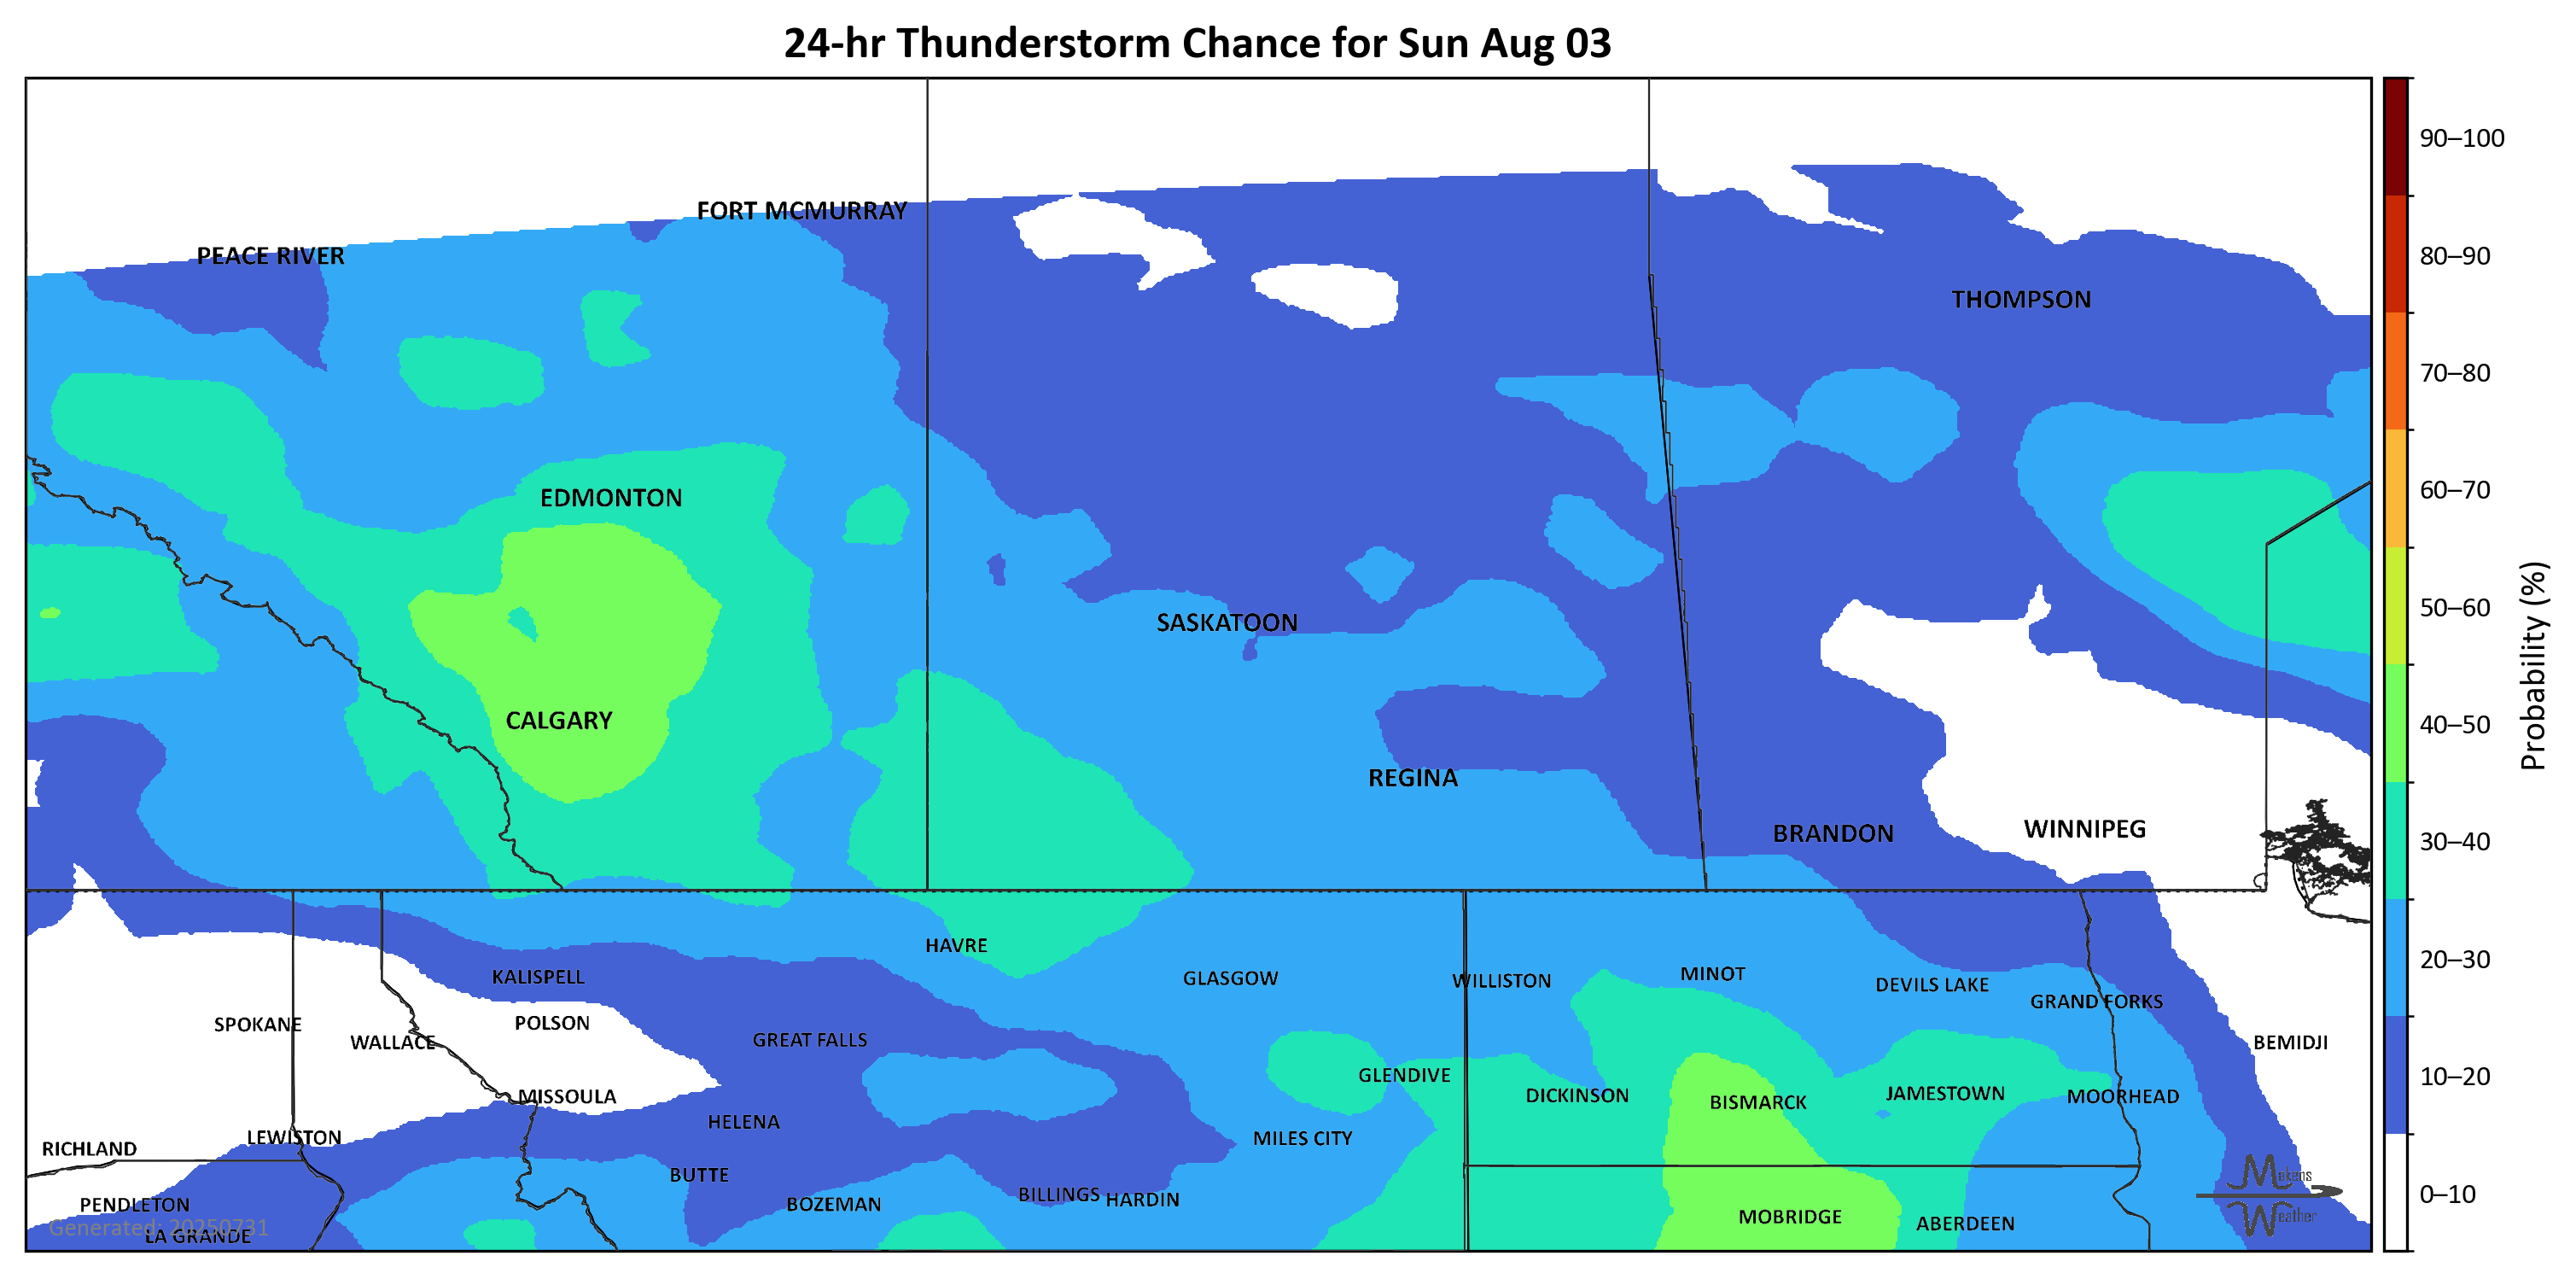 24-hr Thunderstorm Chance for Sun Aug 03
90–100
FORT MCMURRAY
80–90
PEACE RIVER
THOMPSON
70–80
60–70
EDMONTON
50–60
SASKATOON
Probability (%)
CALGARY
40–50
REGINA
BRANDON
WINNIPEG
30–40
HAVRE
20–30
KALISPELL
GLASGOW
WILLISTON
MINOT
DEVILS LAKE
GRAND FORKS
SPOKANE
POLSON
WALLACE
GREAT FALLS
BEMIDJI
GLENDIVE
10–20
MISSOULA
DICKINSON
BISMARCK
JAMESTOWN
MOORHEAD
HELENA
LEWISTON
MILES CITY
RICHLAND
BUTTE
Makens
Weather
0–10
PENDLETON
BOZEMAN
BILLINGS
HARDIN
MOBRIDGE
ABERDEEN
Generated: 20250731
LA GRANDE